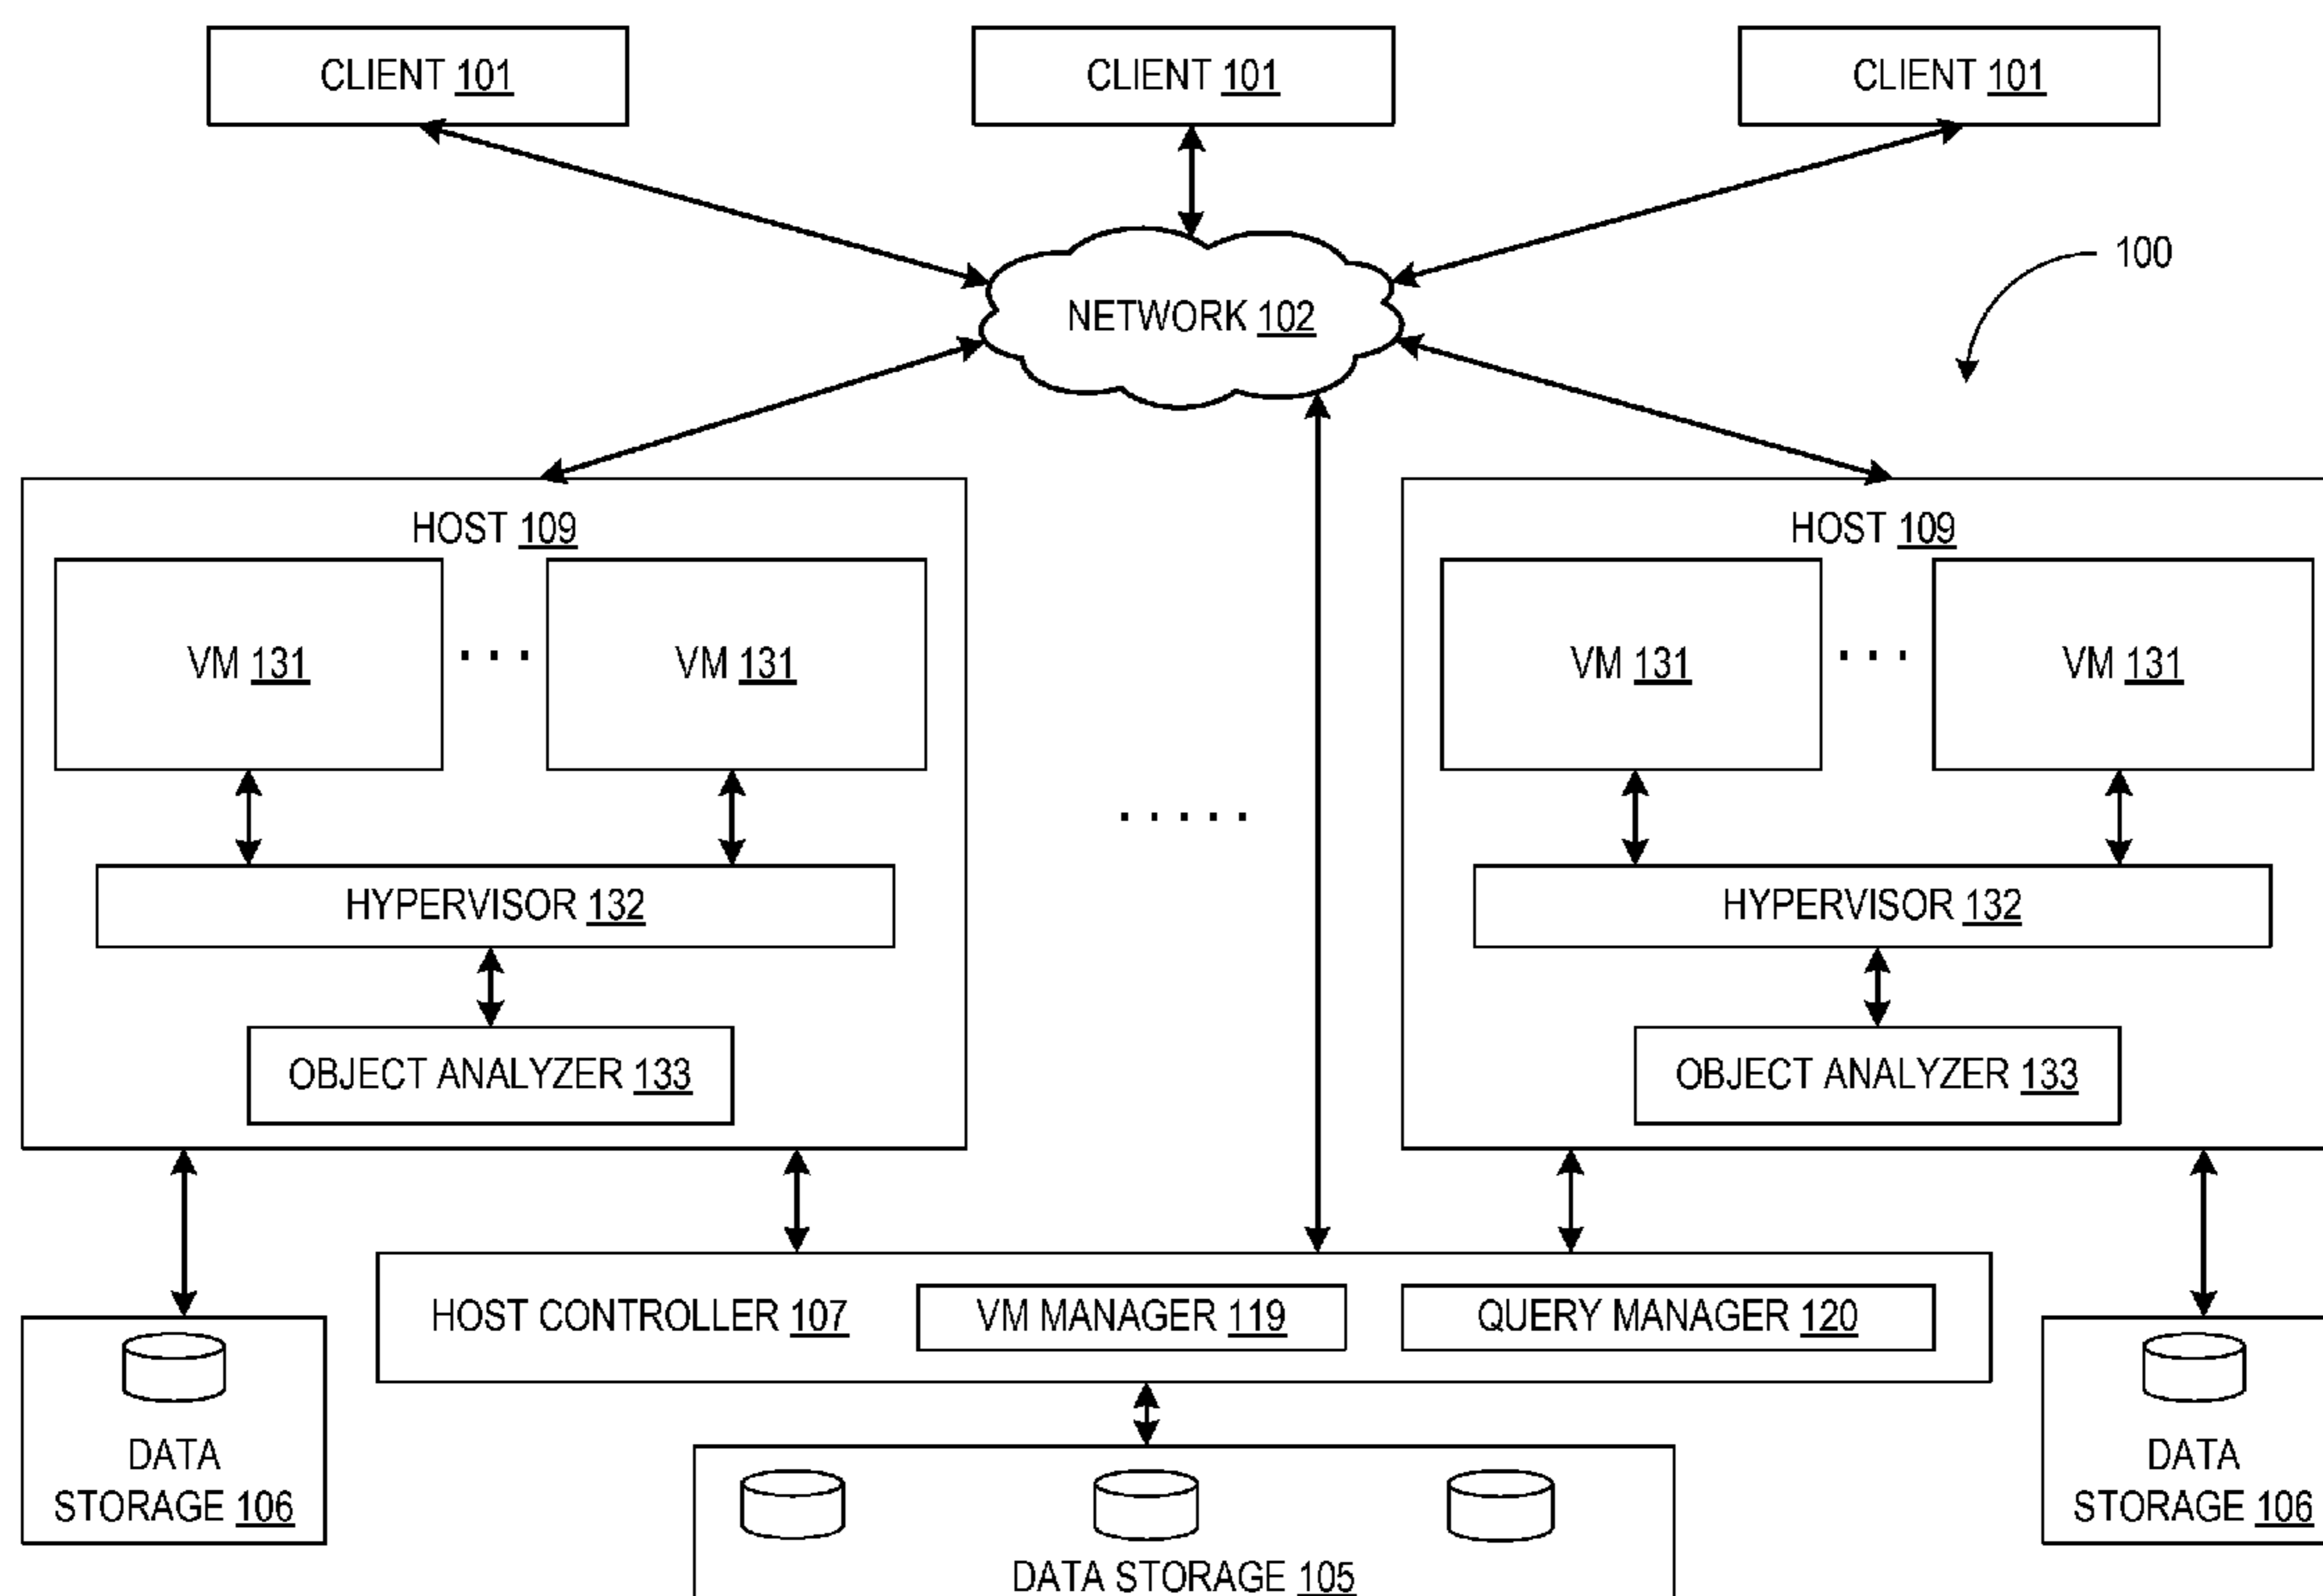 CLIENT 101
CLIENT 101
CLIENT 101
100
NETWORK 102
HOST 109
HOST 109
VM 131
. . .
VM 131
VM 131
. . .
VM 131
. . . . .
HYPERVISOR 132
HYPERVISOR 132
OBJECT ANALYZER 133
OBJECT ANALYZER 133
HOST CONTROLLER 107
VM MANAGER 119
QUERY MANAGER 120
DATA
STORAGE 106
DATA
STORAGE 106
DATA STORAGE 105